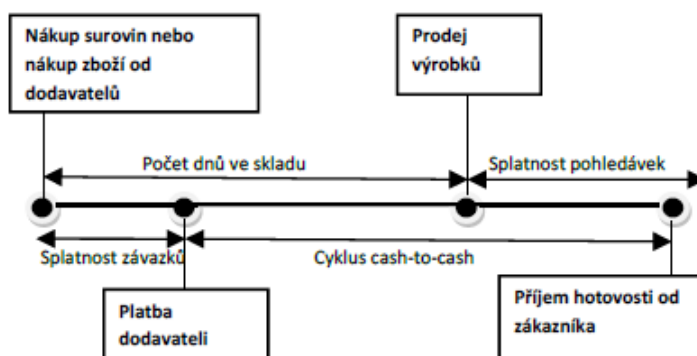 Nákup surovin nebo
nákup zboží od
dodavatelů
Prodej
výrobků
Počet dnů ve skladu
Splatnost pohledávek
Splatnost závazků
Cyklus cash-to-cash
Platba
dodavateli
Příjem hotovosti od
zákazníka